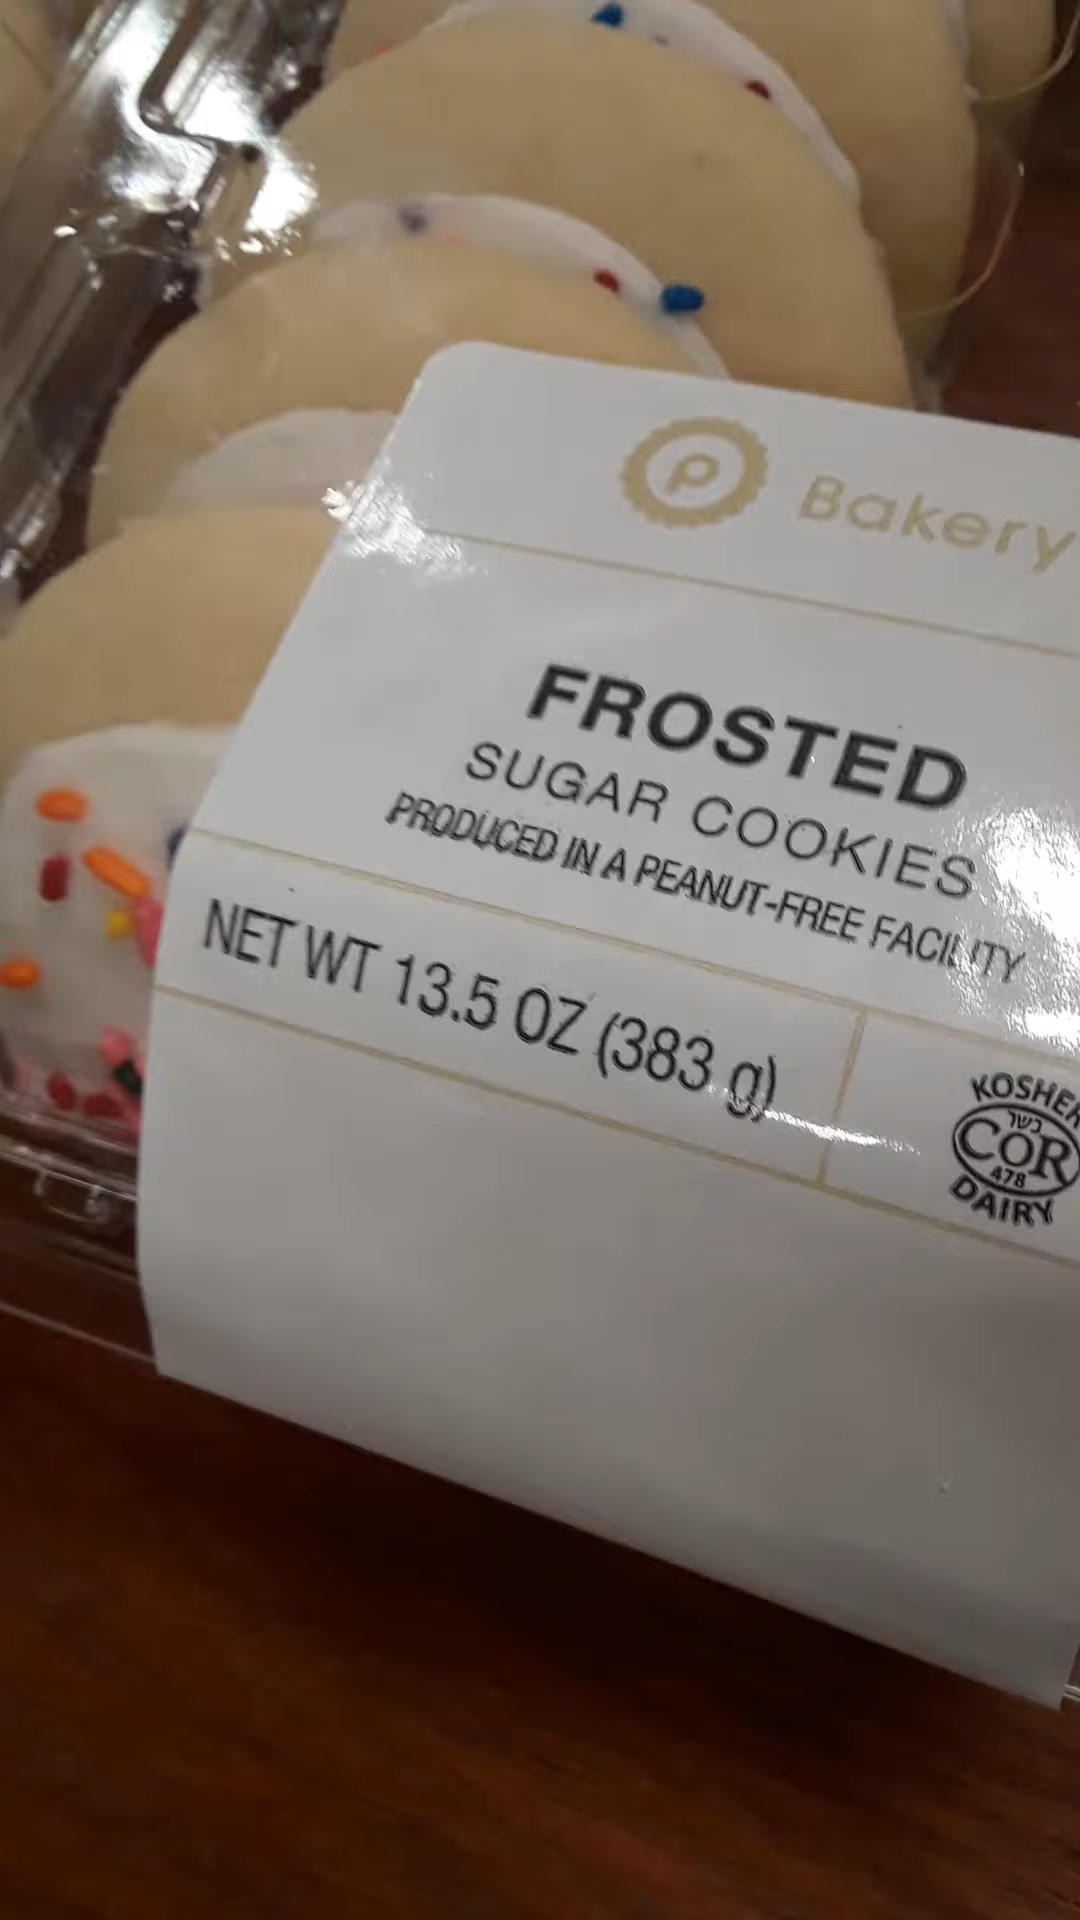 P
Bakery
FROSTED
SUGAR COOKIES
PRODUCED IN A PEANUT-FREE FACILITY
NET WT 13.5 OZ (383 g)
KOSHER
כשר
COR
478
DAIRY